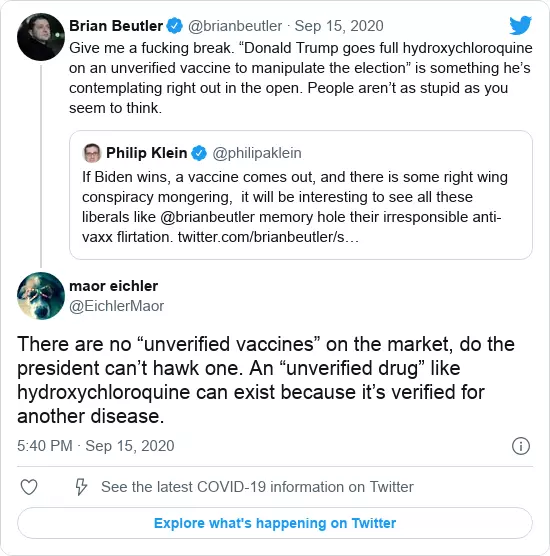 Brian Beutler @brianbeutler · Sep 15, 2020
Give me a fucking break. “Donald Trump goes full hydroxychloroquine
on an unverified vaccine to manipulate the election” is something he’s
contemplating right out in the open. People aren’t as stupid as you
seem to think.
Philip Klein @philipaklein
If Biden wins, a vaccine comes out, and there is some right wing
conspiracy mongering,  it will be interesting to see all these
liberals like @brianbeutler memory hole their irresponsible anti-
vaxx flirtation. twitter.com/brianbeutler/s…
maor eichler
@EichlerMaor
There are no “unverified vaccines” on the market, do the
president can’t hawk one. An “unverified drug” like
hydroxychloroquine can exist because it’s verified for
another disease.
5:40 PM · Sep 15, 2020
See the latest COVID-19 information on Twitter
Explore what's happening on Twitter